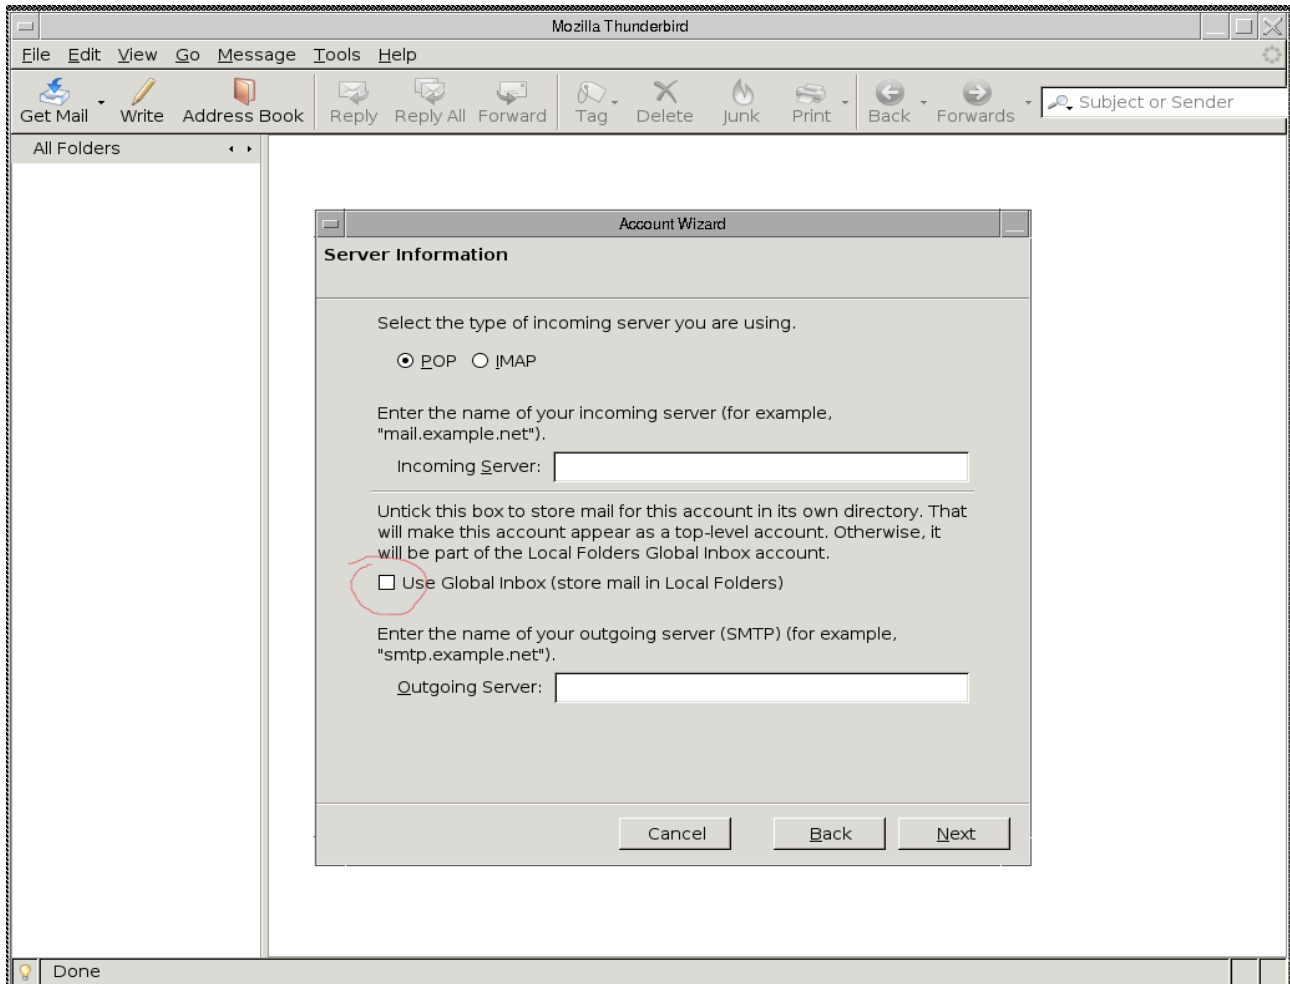 Mozilla Thunderbird
File Edit View Go Message Tools Help
Get Mail Write Address Book Reply Reply All Forward Tag Delete Junk Print Back Forwards Subject or Sender
All Folders
Account Wizard
Server Information
Select the type of incoming server you are using.
POP IMAP
Enter the name of your incoming server (for example,
"mail.example.net").
Incoming Server:
Untick this box to store mail for this account in its own directory. That
will make this account appear as a top-level account. Otherwise, it
will be part of the Local Folders Global Inbox account.
Use Global Inbox (store mail in Local Folders)
Enter the name of your outgoing server (SMTP) (for example,
"smtp.example.net").
Outgoing Server:
Cancel Back Next
Done